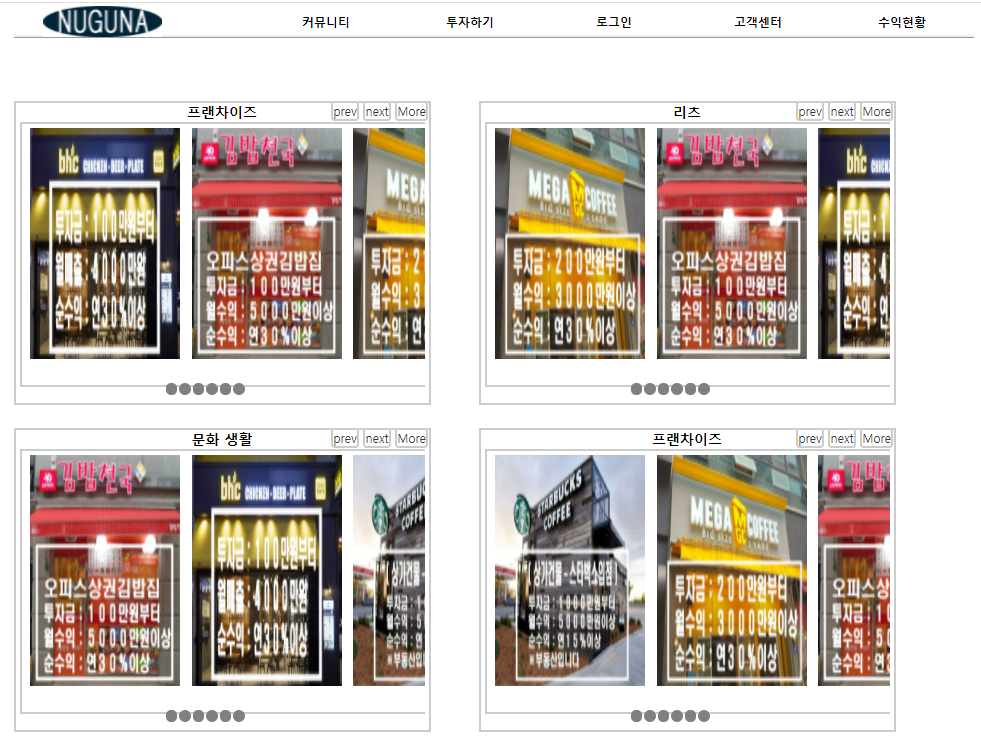 NUGUNA 커뮤니티 투자하기 로그인 고객센터 수익현황
프랜차이즈 prev next More
bhc CHICKEN·BEER·PLATE
투자금 : 100만원부터
월매출 : 4000만원
순수익 : 연30%이상
김밥천국
오피스상권김밥집
투자금 : 100만원부터
월수익 : 5000만원이상
순수익 : 연30%이상
MEGA
투자금 : 2
월수익 : 3
순수익 : 연
리츠 prev next More
MEGA MGC COFFEE
BIG SIZE & 2 SHOT
투자금 : 200만원부터
월수익 : 3000만원이상
순수익 : 연30%이상
김밥천국
오피스상권김밥집
투자금 : 100만원부터
월수익 : 5000만원이상
순수익 : 연30%이상
bhc CHICKEN
투자금 : 1
월매출 : 4
순수익 : 연
문화 생활 prev next More
김밥천국
오피스상권김밥집
투자금 : 100만원부터
월수익 : 5000만원이상
순수익 : 연30%이상
bhc CHICKEN·BEER·PLATE
투자금 : 100만원부터
월매출 : 4000만원
순수익 : 연30%이상
STARBUC
COFFEE
[상가건물-
투자금 : 1
월수익 : 5
순수익 : 연
※부동산입니
프랜차이즈 prev next More
STARBUCKS
COFFEE
[상가건물-스타벅스입점]
투자금 : 1000만원부터
월수익 : 500만원이상
순수익 : 연5%이상
※부동산입니다
MEGA MGC COFFEE
BIG SIZE & 2 SHOT
투자금 : 200만원부터
월수익 : 3000만원이상
순수익 : 연30%이상
김밥
오피스
투자금 : 1
월수익 : 5
순수익 : 연